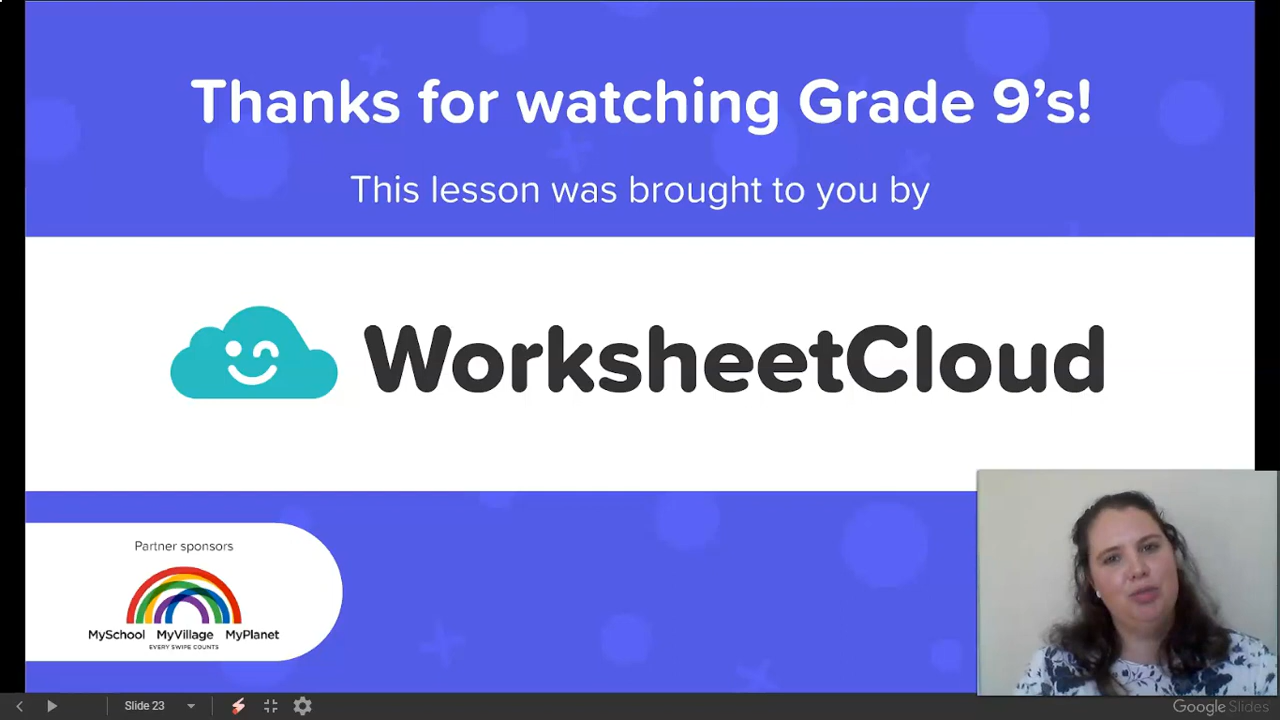 Thanks for watching Grade 9's!
This lesson was brought to you by
WorksheetCloud
Partner sponsors
MySchool MyVillage MyPlanet
EVERY SWIPE COUNTS
Slide 23
Google Slides